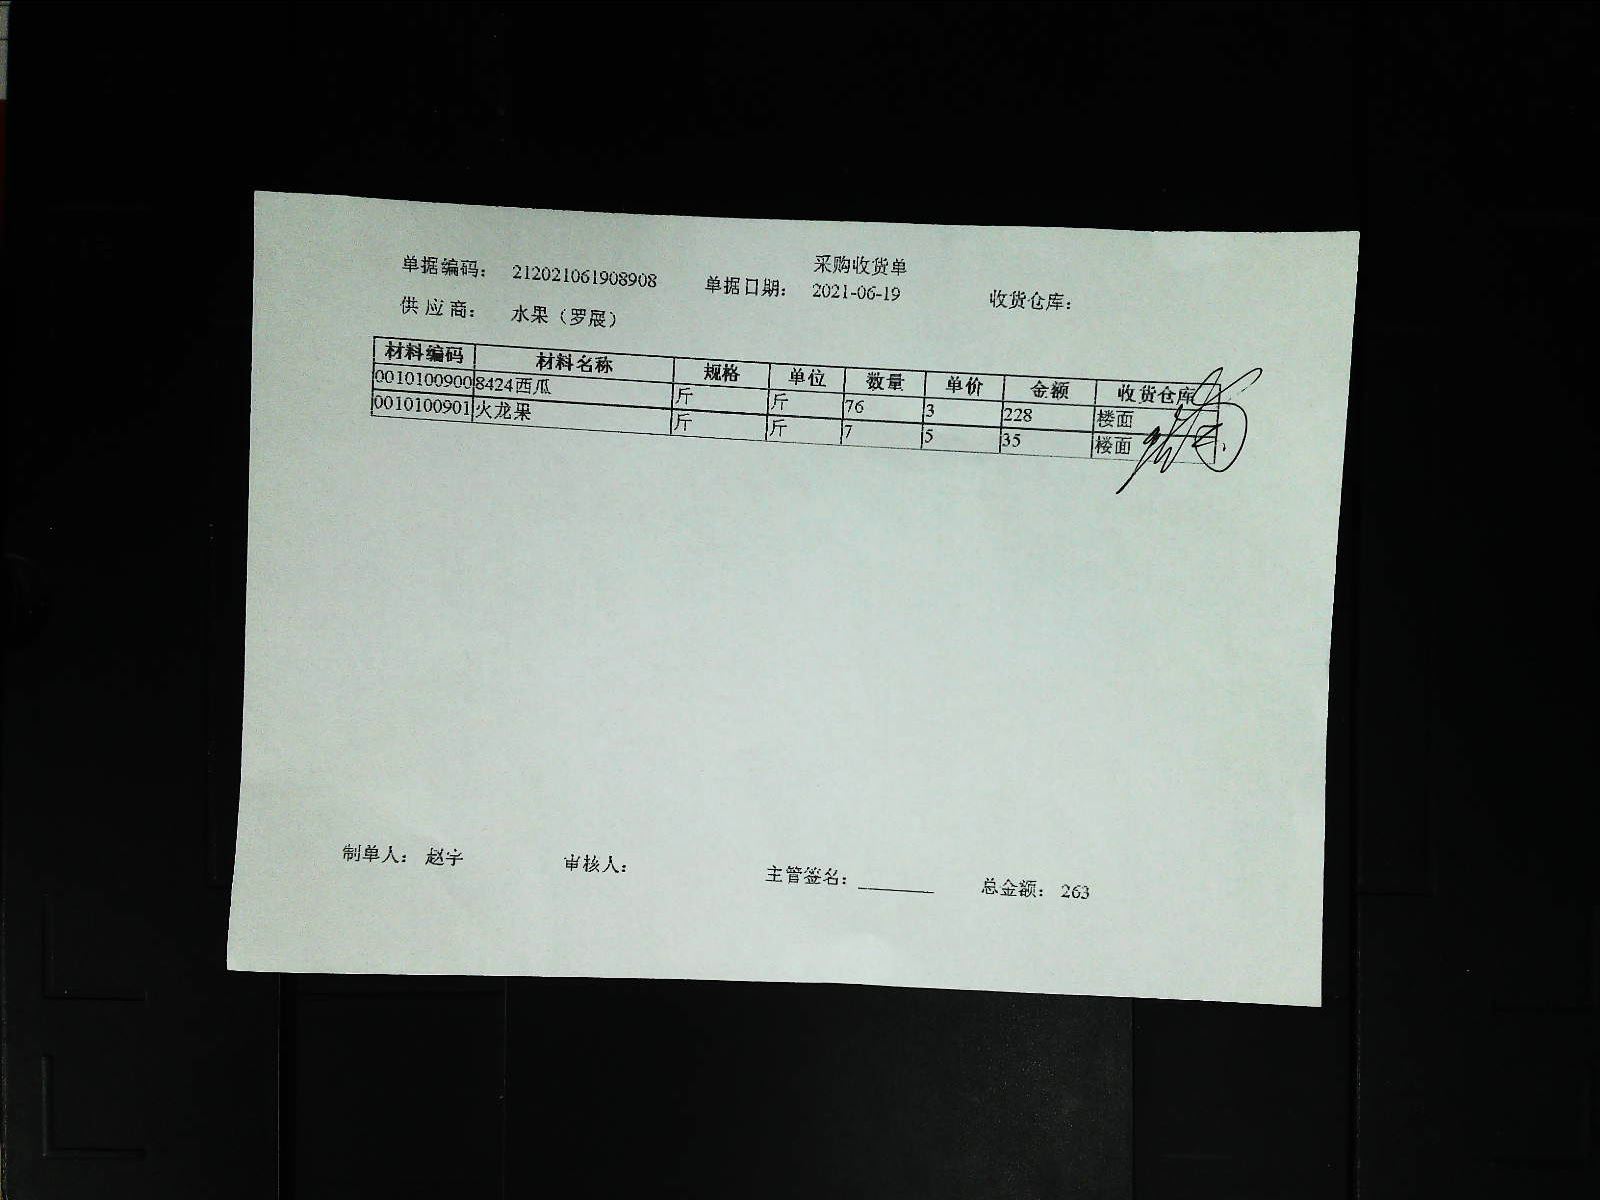 采购收货单
单据编码: 212021061908908 单据日期: 2021-06-19 收货仓库:
供 应 商: 水果（罗展）
材料编码 材料名称 规格 单位 数量 单价 金额 收货仓库
0010100900 8424西瓜 斤 斤 76 3 228 楼面
0010100901 火龙果 斤 斤 7 5 35 楼面
制单人: 赵宇 审核人: 主管签名: 总金额: 263